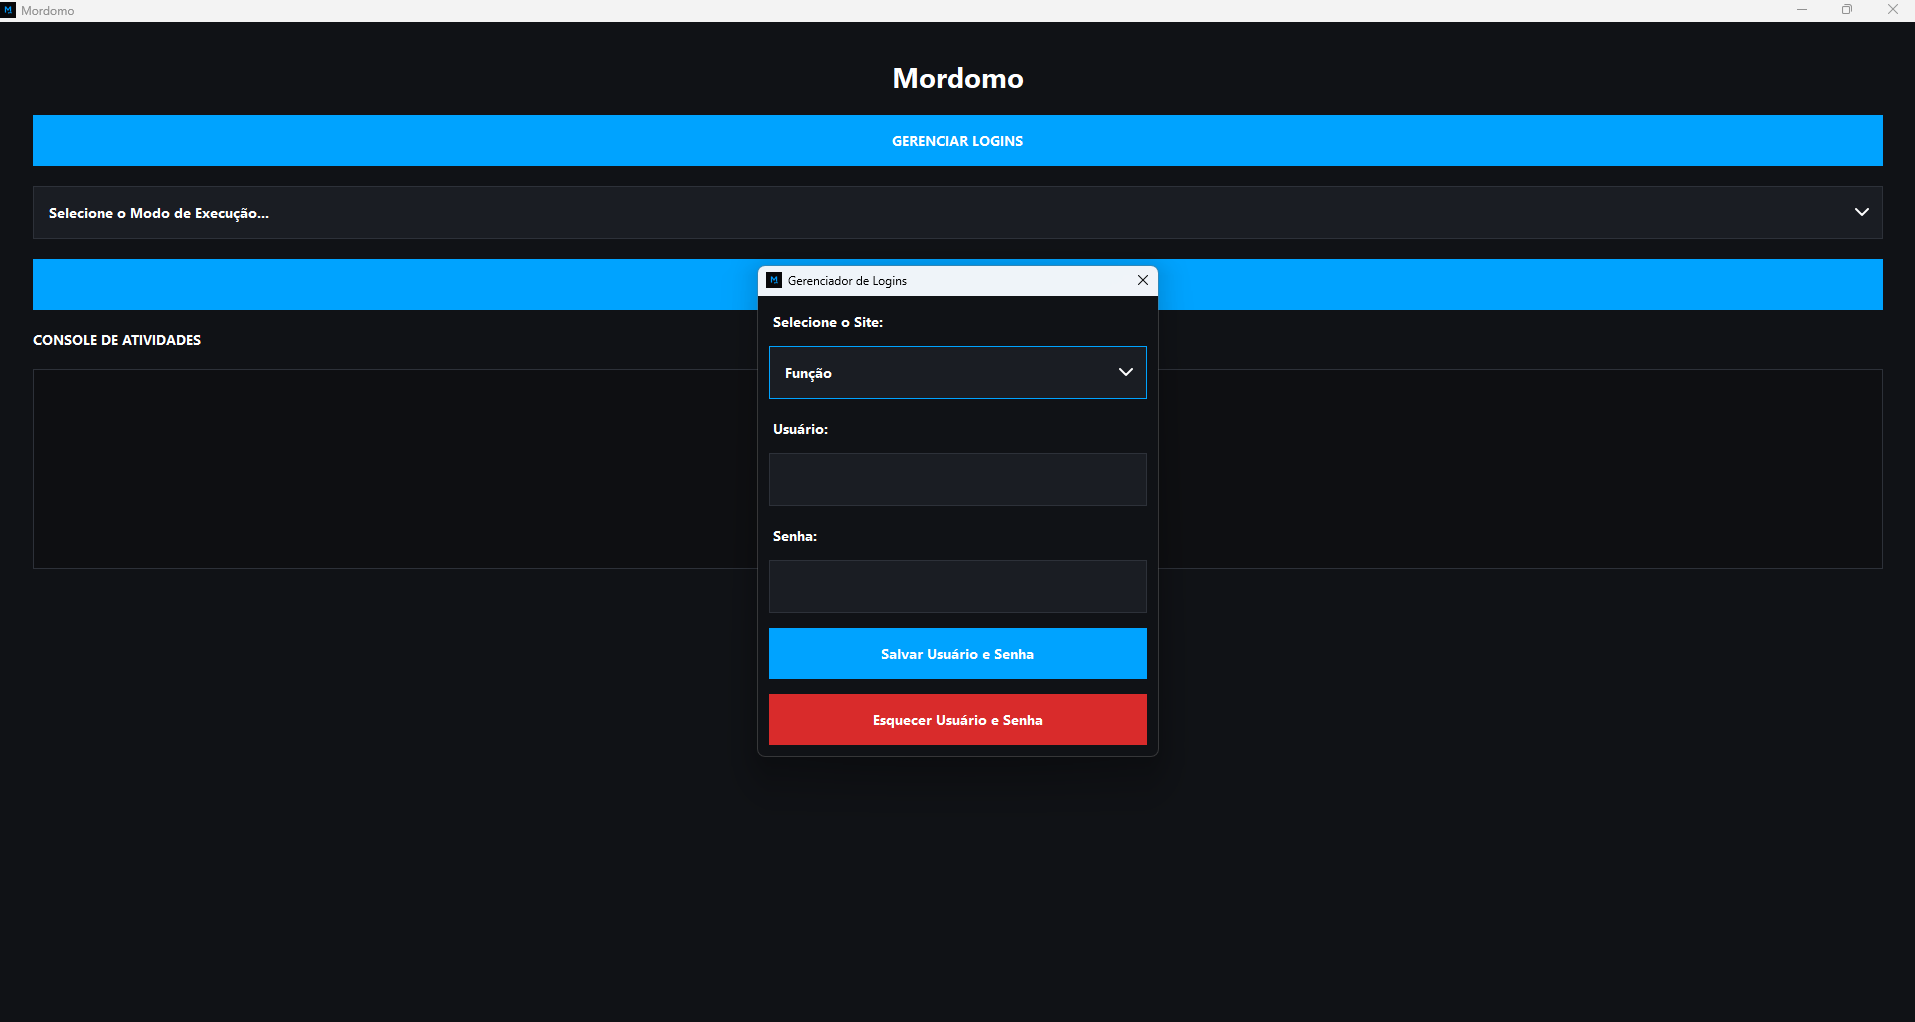 Mordomo
Mordomo
GERENCIAR LOGINS
Selecione o Modo de Execução...
Gerenciador de Logins
Selecione o Site:
CONSOLE DE ATIVIDADES
Função
Usuário:
Senha:
Salvar Usuário e Senha
Esquecer Usuário e Senha